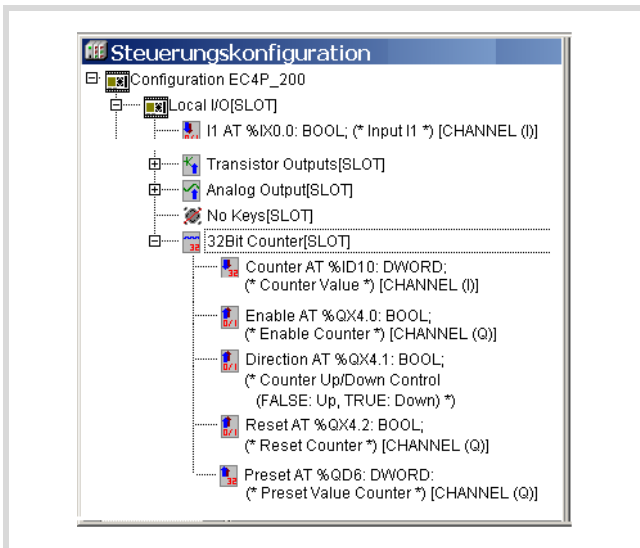 Steuerungskonfiguration
Configuration EC4P_200
Local I/O[SLOT]
I1 AT %IX0.0: BOOL; (* Input I1 *) [CHANNEL (I)]
Transistor Outputs[SLOT]
Analog Output[SLOT]
No Keys[SLOT]
32Bit Counter[SLOT]
Counter AT %ID10: DWORD;
(* Counter Value *) [CHANNEL (I)]
Enable AT %QX4.0: BOOL;
(* Enable Counter *) [CHANNEL (Q)]
Direction AT %QX4.1: BOOL;
(* Counter Up/Down Control
(FALSE: Up, TRUE: Down) *)
Reset AT %QX4.2: BOOL;
(* Reset Counter *) [CHANNEL (Q)]
Preset AT %QD6: DWORD:
(* Preset Value Counter *) [CHANNEL (Q)]